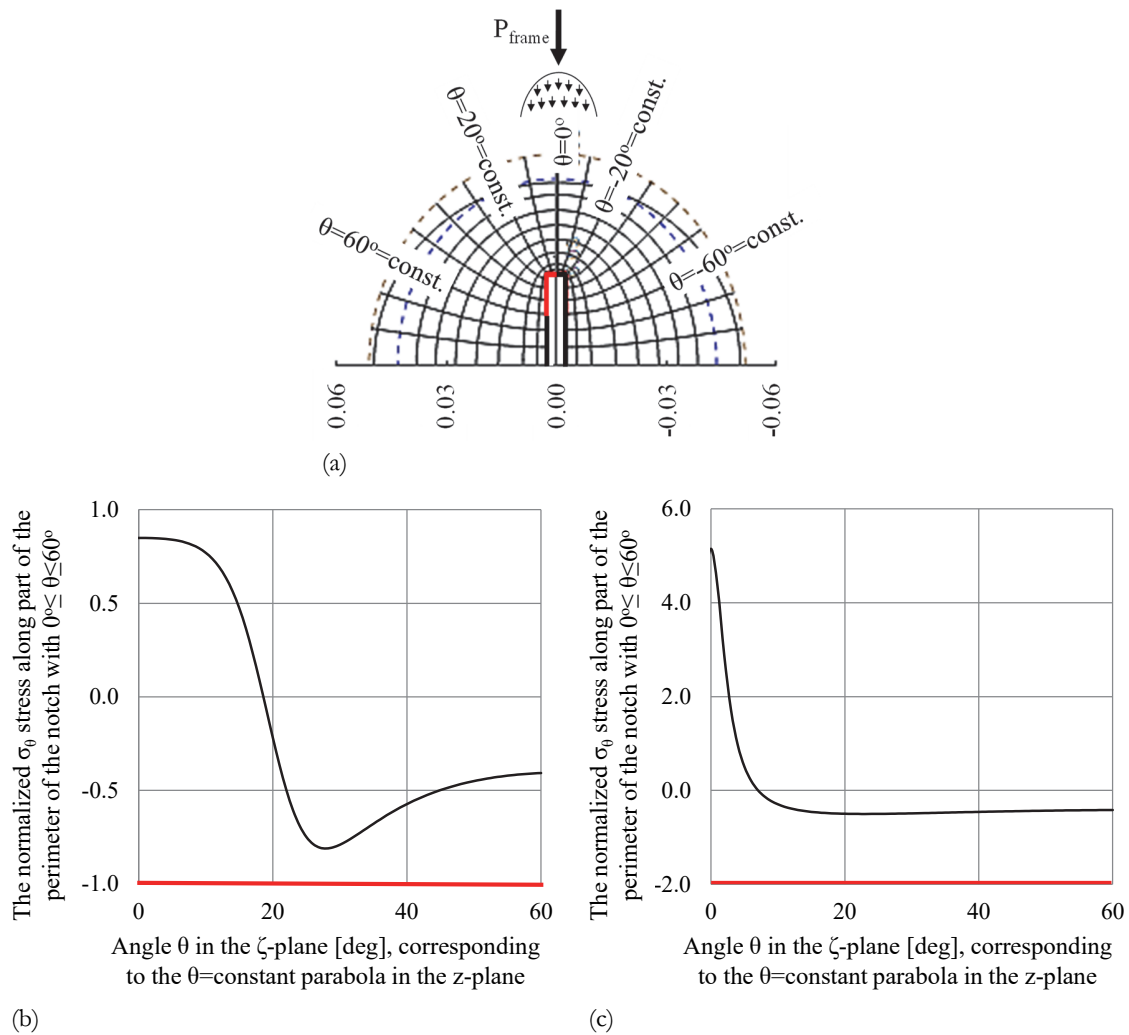 P_frame
θ=0°
θ=20°=const.
θ=-20°=const.
θ=60°=const.
θ=-60°=const.
0.06
0.03
0.00
-0.03
-0.06
(a)
The normalized σ_θ stress along part of the
perimeter of the notch with 0°≤ θ≤60°
1.0
0.5
0.0
-0.5
-1.0
0
20
40
60
Angle θ in the ζ-plane [deg], corresponding
to the θ=constant parabola in the z-plane
(b)
The normalized σ_θ stress along part of the
perimeter of the notch with 0°≤ θ≤60°
6.0
4.0
2.0
0.0
-2.0
0
20
40
60
Angle θ in the ζ-plane [deg], corresponding
to the θ=constant parabola in the z-plane
(c)